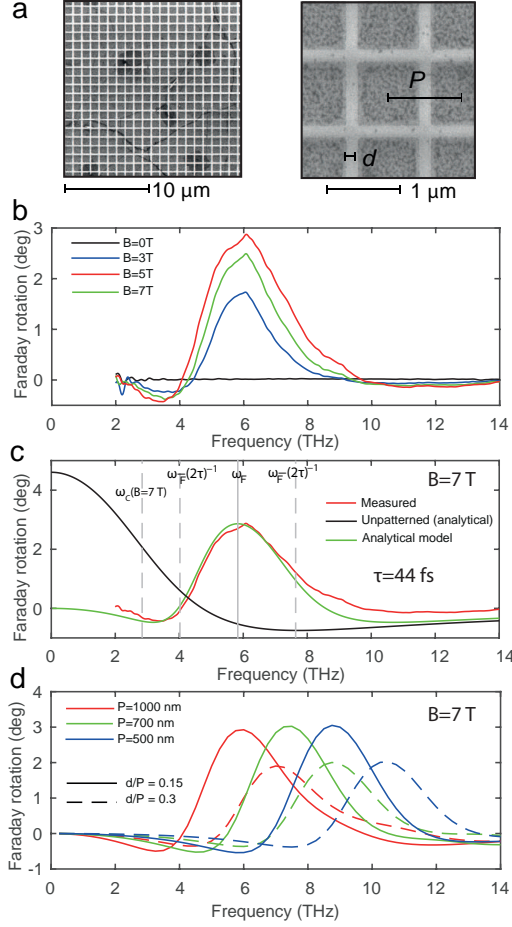 a
P
d
10 µm
1 µm
b
3
2
1
0
Faraday rotation (deg)
B=0T
B=3T
B=5T
B=7T
0 2 4 6 8 10 12 14
Frequency (THz)
c
4
2
0
Faraday rotation (deg)
ωc(B=7 T)
ωF-(2τ)⁻¹
ωF
ωF-(2τ)⁻¹
B=7 T
Measured
Unpatterned (analytical)
Analytical model
τ=44 fs
0 2 4 6 8 10 12 14
Frequency (THz)
d
4
3
2
1
0
-1
Faraday rotation (deg)
P=1000 nm
P=700 nm
P=500 nm
d/P = 0.15
d/P = 0.3
B=7 T
0 2 4 6 8 10 12 14
Frequency (THz)